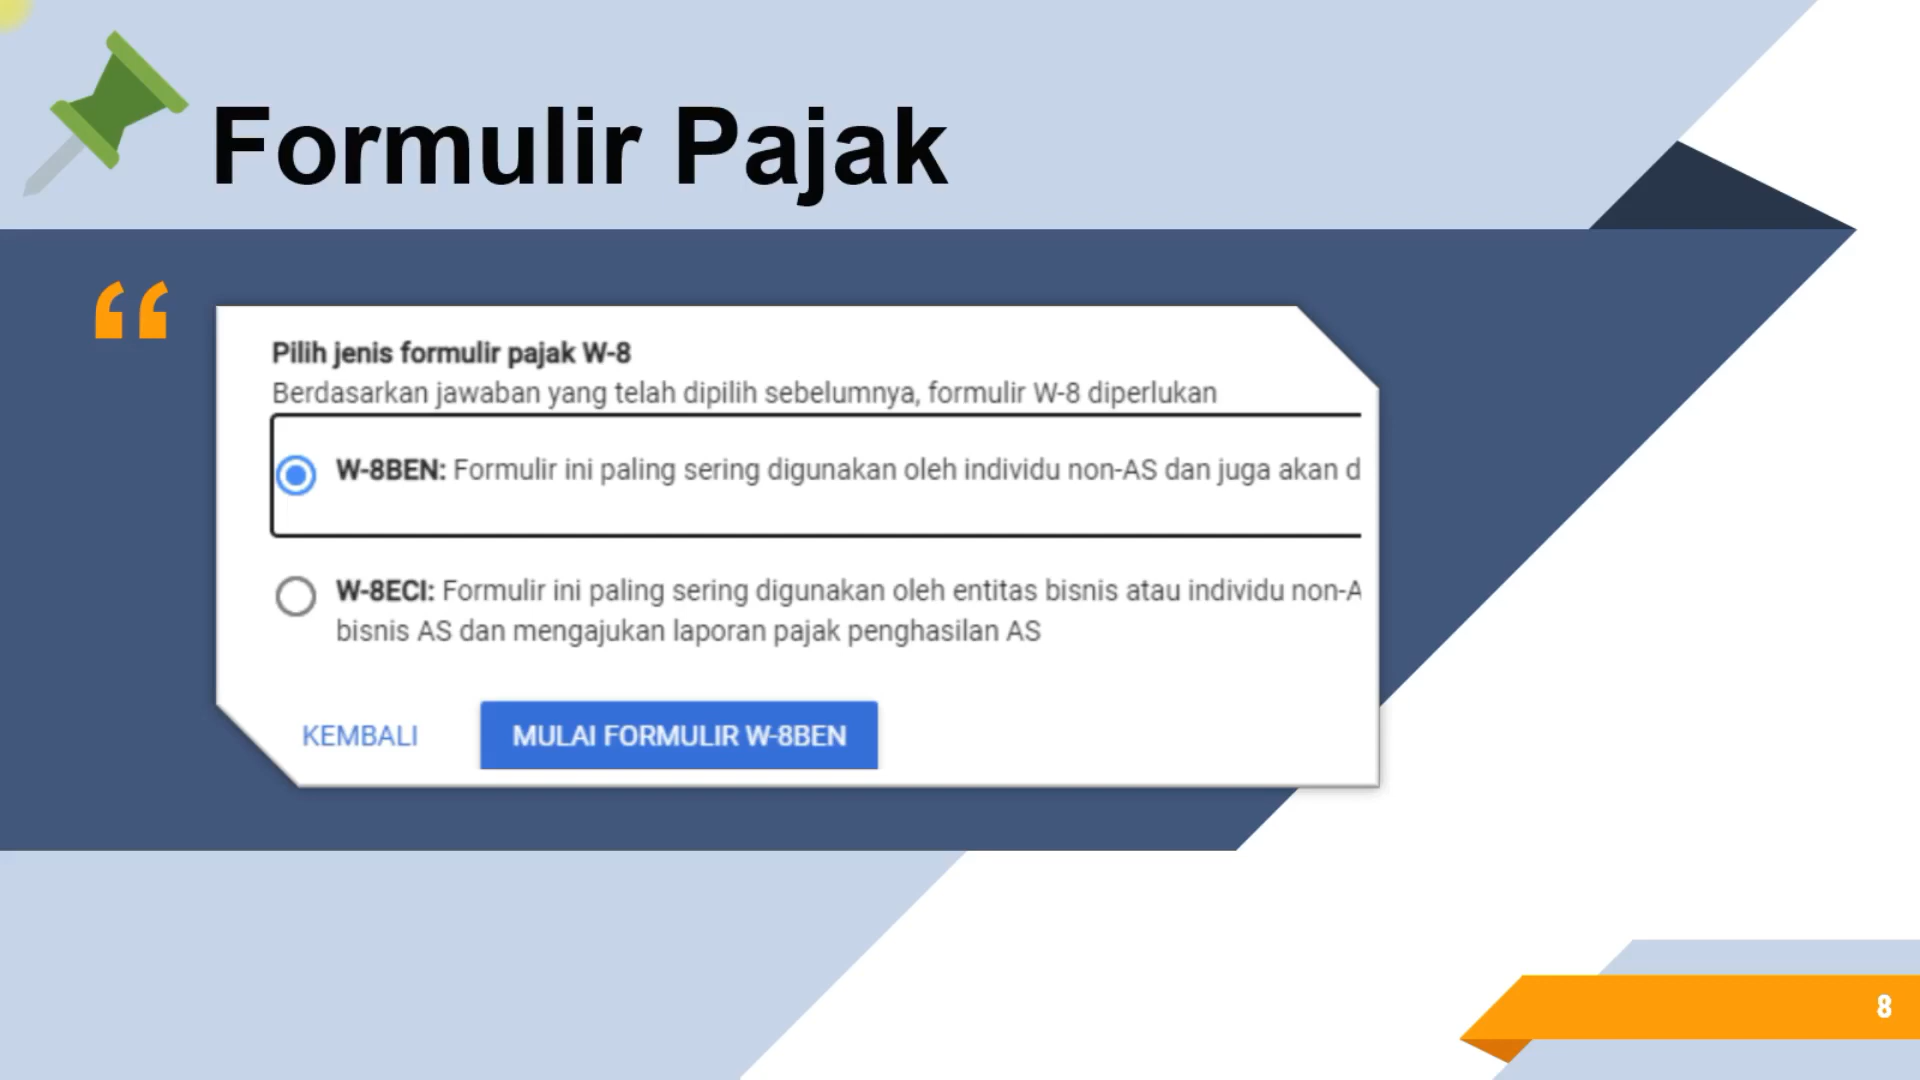 Formulir Pajak
“
Pilih jenis formulir pajak W-8
Berdasarkan jawaban yang telah dipilih sebelumnya, formulir W-8 diperlukan
W-8BEN: Formulir ini paling sering digunakan oleh individu non-AS dan juga akan d
W-8ECI: Formulir ini paling sering digunakan oleh entitas bisnis atau individu non-A
bisnis AS dan mengajukan laporan pajak penghasilan AS
KEMBALI
MULAI FORMULIR W-8BEN
8